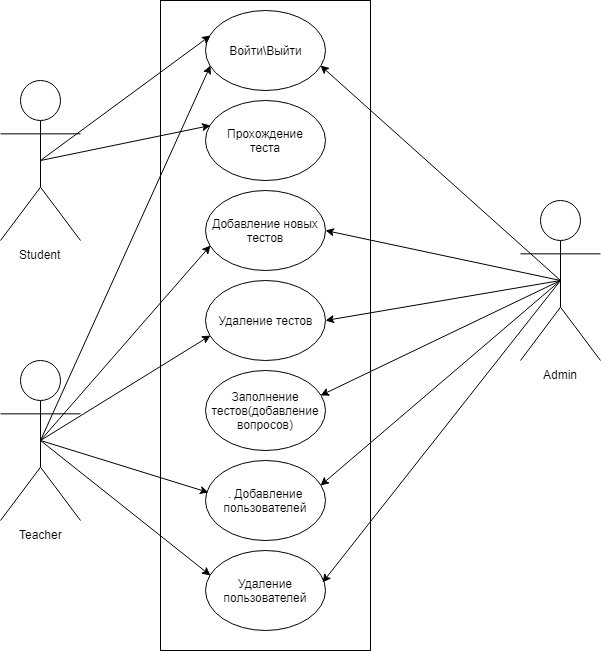 Войти\Выйти
Прохождение
теста
Добавление новых
тестов
Student
Удаление тестов
Admin
Заполнение
тестов(добавление
вопросов)
. Добавление
пользователей
Teacher
Удаление
пользователей